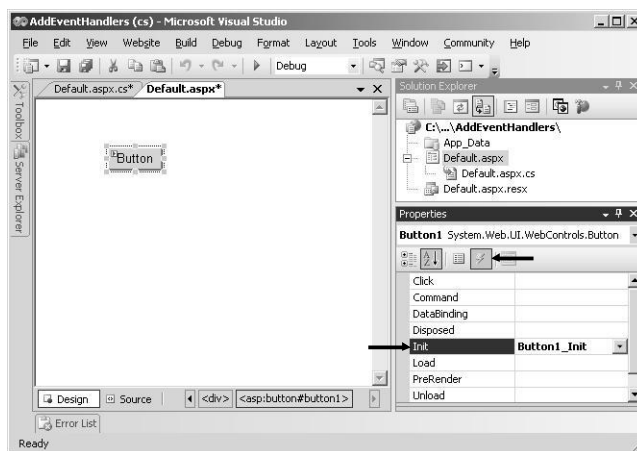 AddEventHandlers (cs) - Microsoft Visual Studio
File Edit View Website Build Debug Format Layout Tools Window Community Help
Debug
Default.aspx.cs* Default.aspx*
Toolbox
Server Explorer
Button
Design Source <div> <asp:button#button1>
Error List
Ready
Solution Explorer
C:\...\AddEventHandlers\
App_Data
Default.aspx
Default.aspx.cs
Default.aspx.resx
Properties
Button1 System.Web.UI.WebControls.Button
Click
Command
DataBinding
Disposed
Init Button1_Init
Load
PreRender
Unload